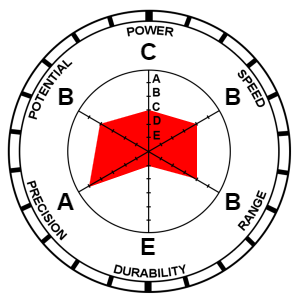 POWER
C
POTENTIAL
SPEED
A
B
B
B
C
D
E
A
B
PRECISION
RANGE
E
DURABILITY